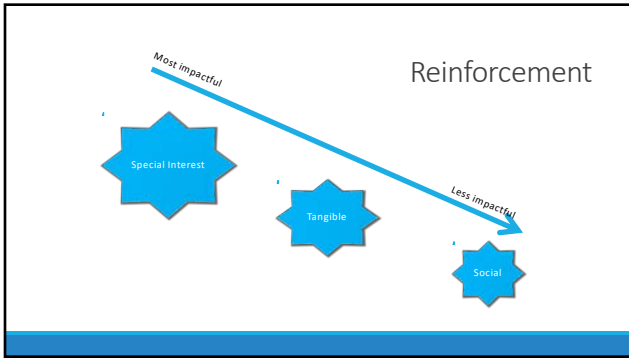 Reinforcement
Most impactful
Special Interest
Tangible
Less impactful
Social